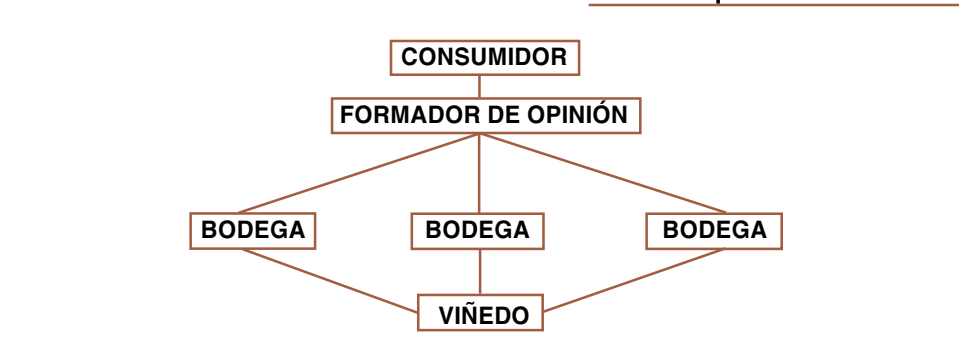 CONSUMIDOR
FORMADOR DE OPINIÓN
BODEGA BODEGA BODEGA
VIÑEDO